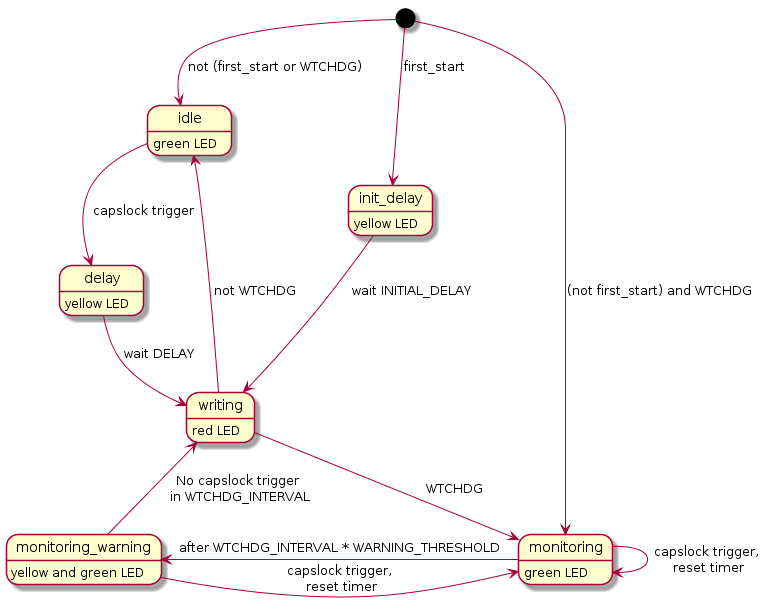 not (first_start or WTCHDG)
first_start
idle
green LED
init_delay
yellow LED
capslock trigger
delay
yellow LED
not WTCHDG
wait INITIAL_DELAY
(not first_start) and WTCHDG
wait DELAY
writing
red LED
No capslock trigger
in WTCHDG_INTERVAL
WTCHDG
monitoring_warning
yellow and green LED
after WTCHDG_INTERVAL * WARNING_THRESHOLD
monitoring
green LED
capslock trigger,
reset timer
capslock trigger,
reset timer